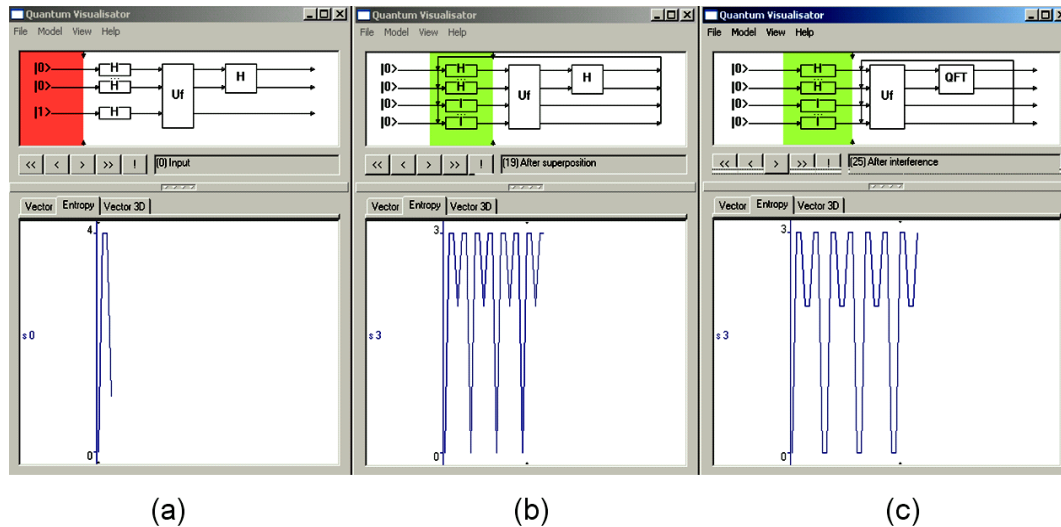 Quantum Visualisator
File Model View Help
|0> H
...
|0> H
Uf
H
|1> H
<< < > >> ! (0) Input
Vector Entropy Vector 3D
4
s 0
0
(a)
Quantum Visualisator
File Model View Help
|0> H
...
|0> H
|0> I
...
|0> I
Uf
H
<< < > >> ! (19) After superposition
Vector Entropy Vector 3D
3
s 3
0
(b)
Quantum Visualisator
File Model View Help
|0> H
...
|0> H
|0> I
...
|0> I
Uf
QFT
<< < > >> ! (25) After interference
Vector Entropy Vector 3D
3
s 3
0
(c)